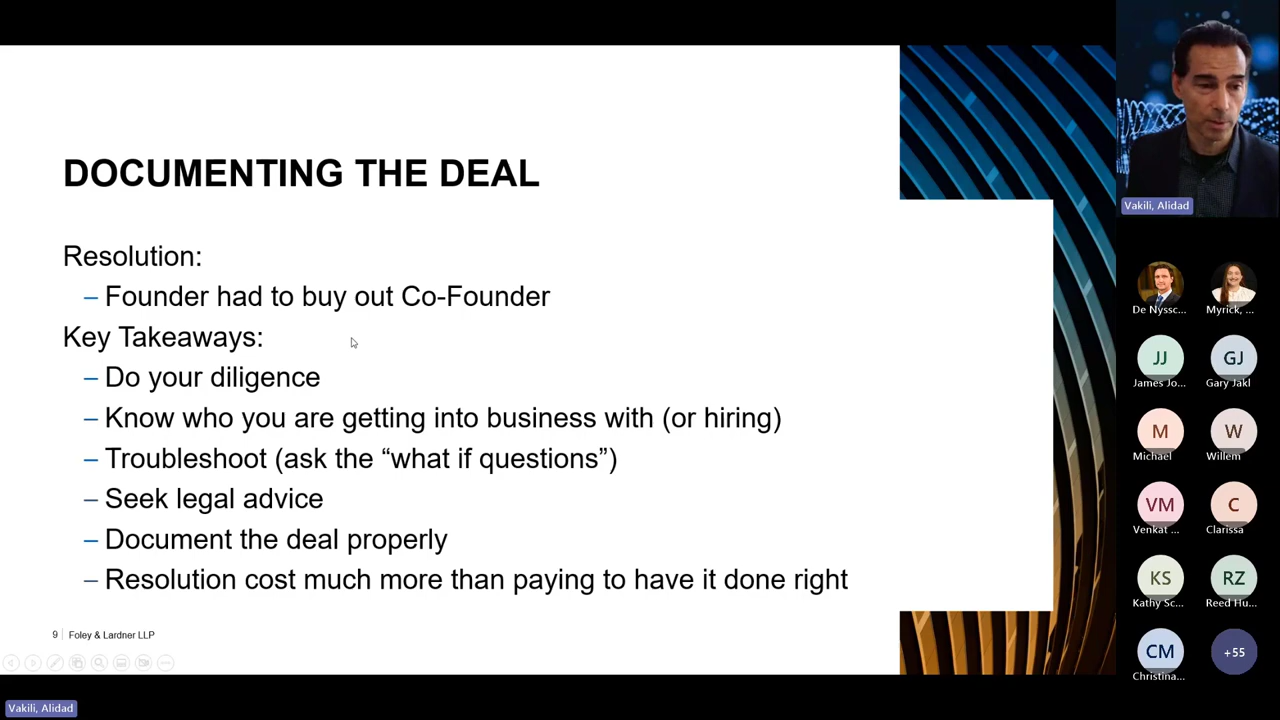 DOCUMENTING THE DEAL
Resolution:
– Founder had to buy out Co-Founder
Key Takeaways:
– Do your diligence
– Know who you are getting into business with (or hiring)
– Troubleshoot (ask the “what if questions”)
– Seek legal advice
– Document the deal properly
– Resolution cost much more than paying to have it done right
9 Foley & Lardner LLP
Vakili, Alidad
Vakili, Alidad
De Nyssc... Myrick, ...
JJ GJ
James Jo... Gary Jakl
M W
Michael Willem
VM C
Venkat ... Clarissa
KS RZ
Kathy Sc... Reed Hu...
CM +55
Christina...